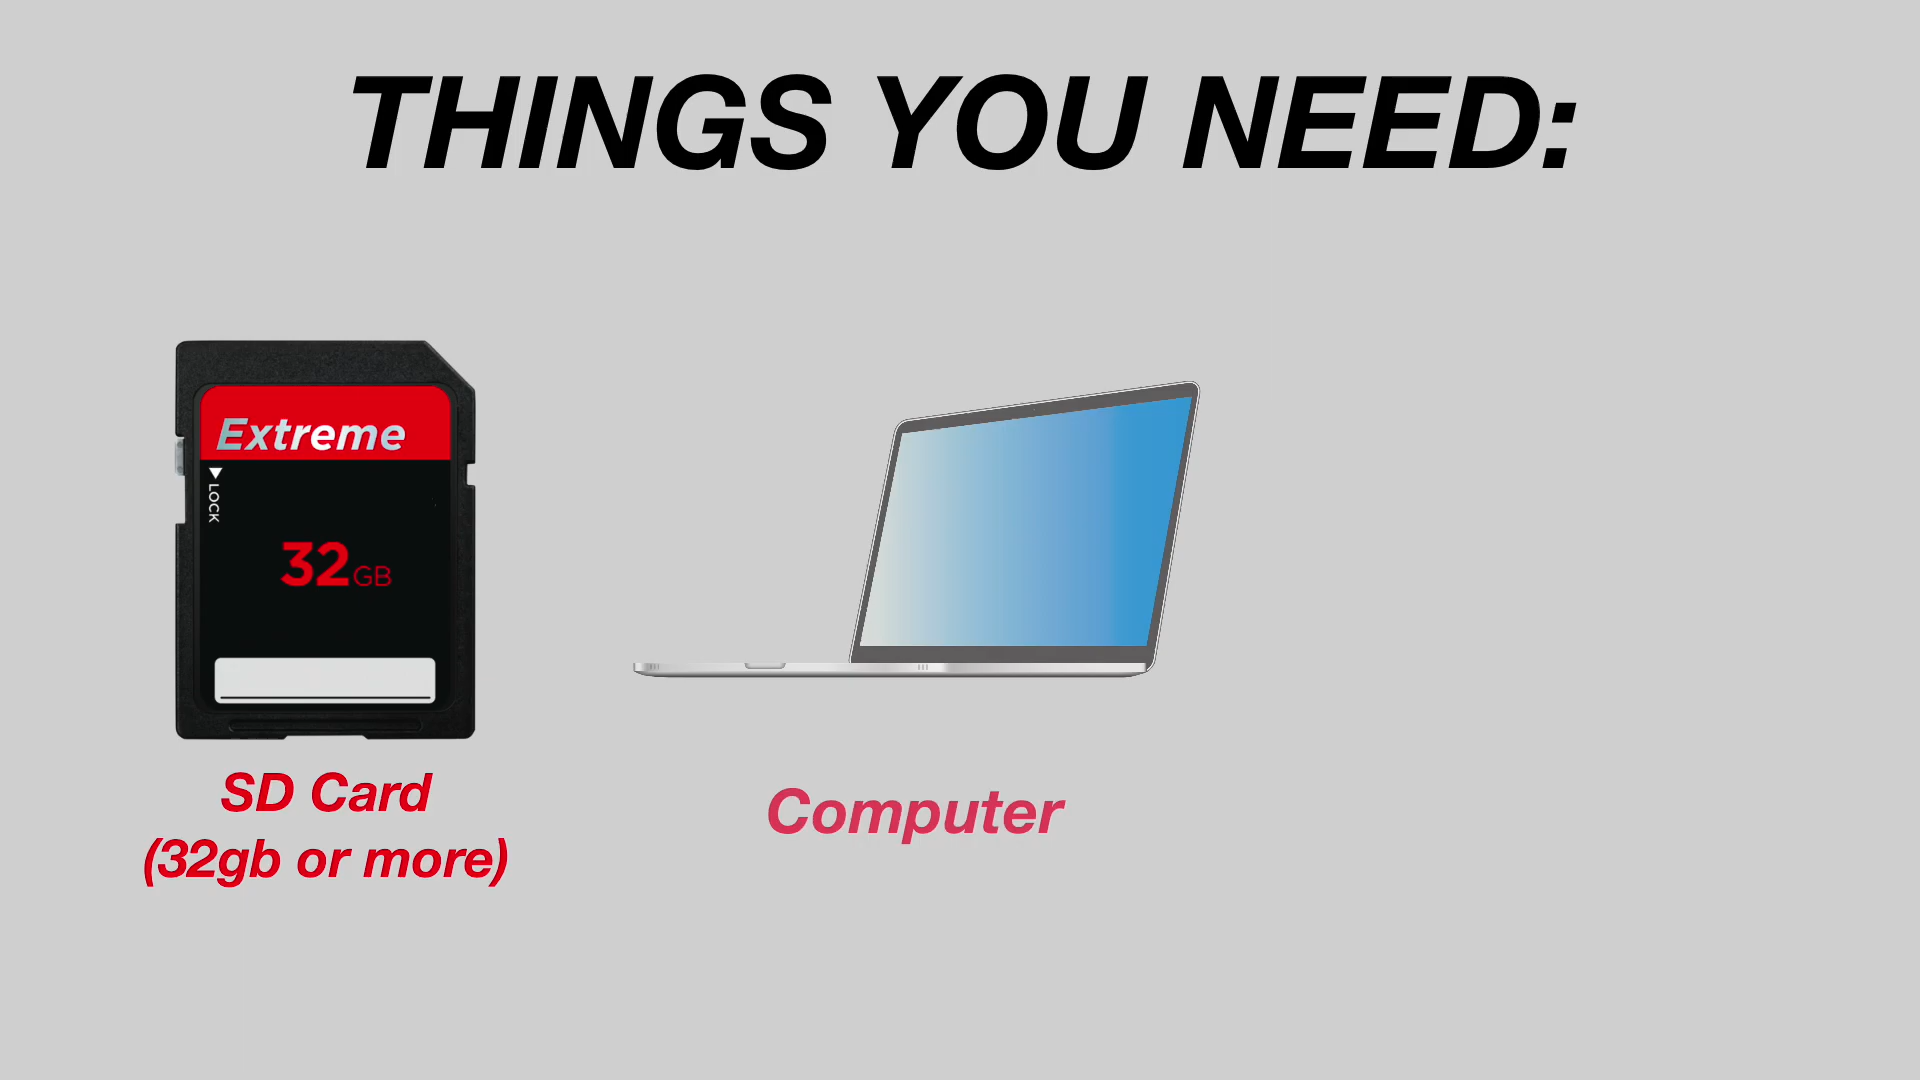 THINGS YOU NEED:
Extreme
LOCK
32GB
SD Card
(32gb or more)
Computer